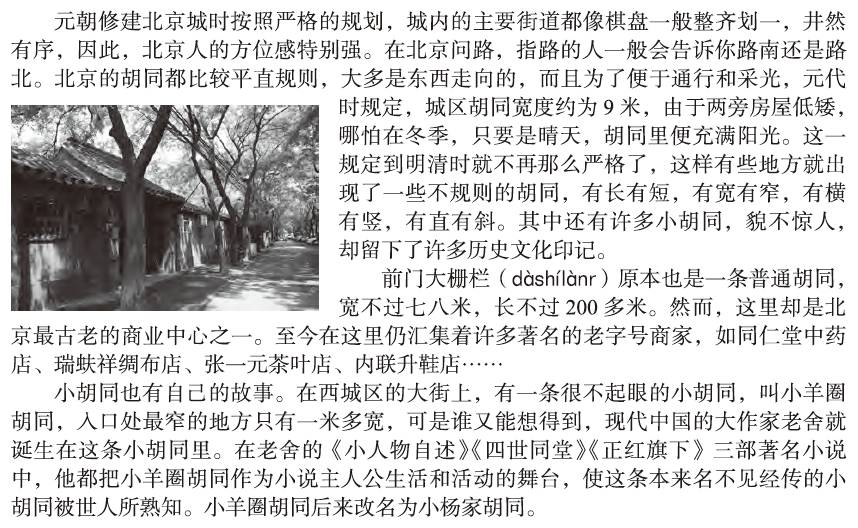 元朝修建北京城时按照严格的规划，城内的主要街道都像棋盘一般整齐划一，井然
有序，因此，北京人的方位感特别强。在北京问路，指路的人一般会告诉你路南还是路
北。北京的胡同都比较平直规则，大多是东西走向的，而且为了便于通行和采光，元代
时规定，城区胡同宽度约为 9 米，由于两旁房屋低矮，
哪怕在冬季，只要是晴天，胡同里便充满阳光。这一
规定到明清时就不再那么严格了，这样有些地方就出
现了一些不规则的胡同，有长有短，有宽有窄，有横
有竖，有直有斜。其中还有许多小胡同，貌不惊人，
却留下了许多历史文化印记。
前门大栅栏（dàshílànr）原本也是一条普通胡同，
宽不过七八米，长不过 200 多米。然而，这里却是北
京最古老的商业中心之一。至今在这里仍汇集着许多著名的老字号商家，如同仁堂中药
店、瑞蚨祥绸布店、张一元茶叶店、内联升鞋店……
小胡同也有自己的故事。在西城区的大街上，有一条很不起眼的小胡同，叫小羊圈
胡同，入口处最窄的地方只有一米多宽，可是谁又能想得到，现代中国的大作家老舍就
诞生在这条小胡同里。在老舍的《小人物自述》《四世同堂》《正红旗下》三部著名小说
中，他都把小羊圈胡同作为小说主人公生活和活动的舞台，使这条本来名不见经传的小
胡同被世人所熟知。小羊圈胡同后来改名为小杨家胡同。